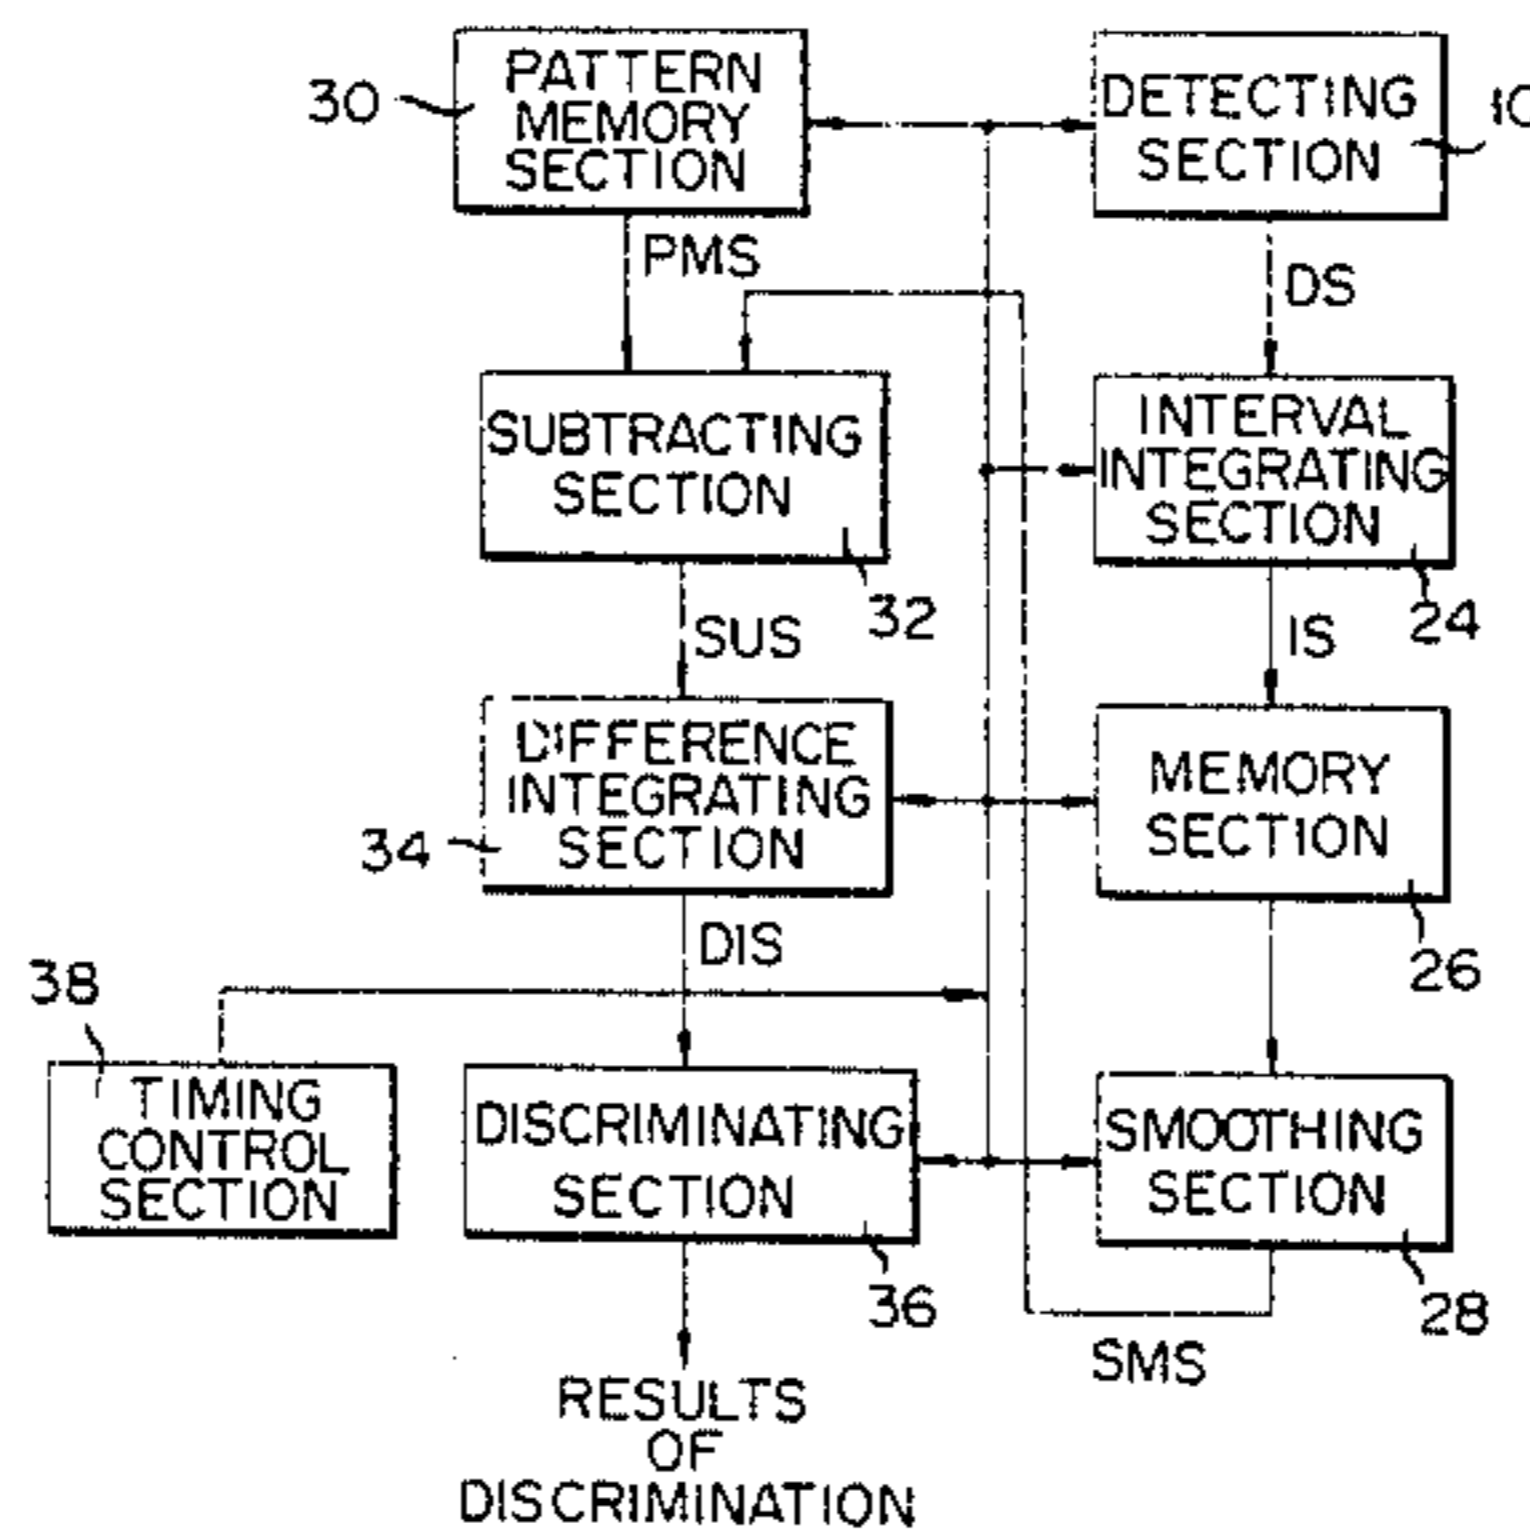 PATTERN
MEMORY
SECTION
30
DETECTING
SECTION
10
PMS
DS
SUBTRACTING
SECTION
32
INTERVAL
INTEGRATING
SECTION
24
SUS
IS
DIFFERENCE
INTEGRATING
SECTION
34
MEMORY
SECTION
26
DIS
38
TIMING
CONTROL
SECTION
DISCRIMINATING
SECTION
36
SMOOTHING
SECTION
28
SMS
RESULTS
OF
DISCRIMINATION